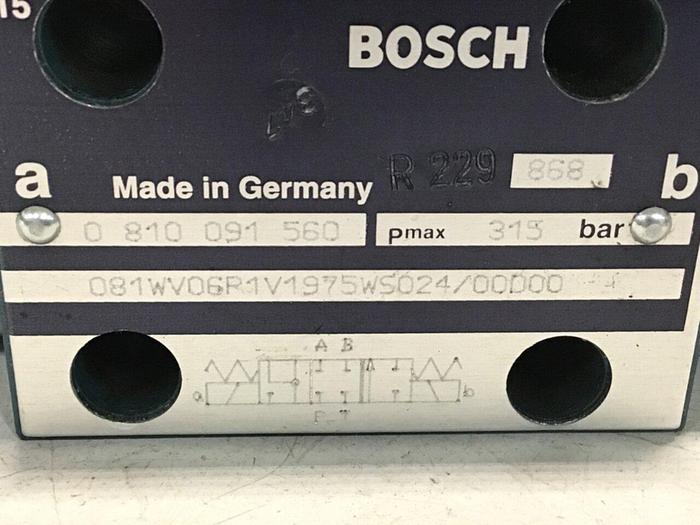 15
BOSCH
R 229 868
a
Made in Germany
b
0 810 091 560
pmax 315 bar
081WV06R1V1975WS024/00D00
A B
a
b
P T